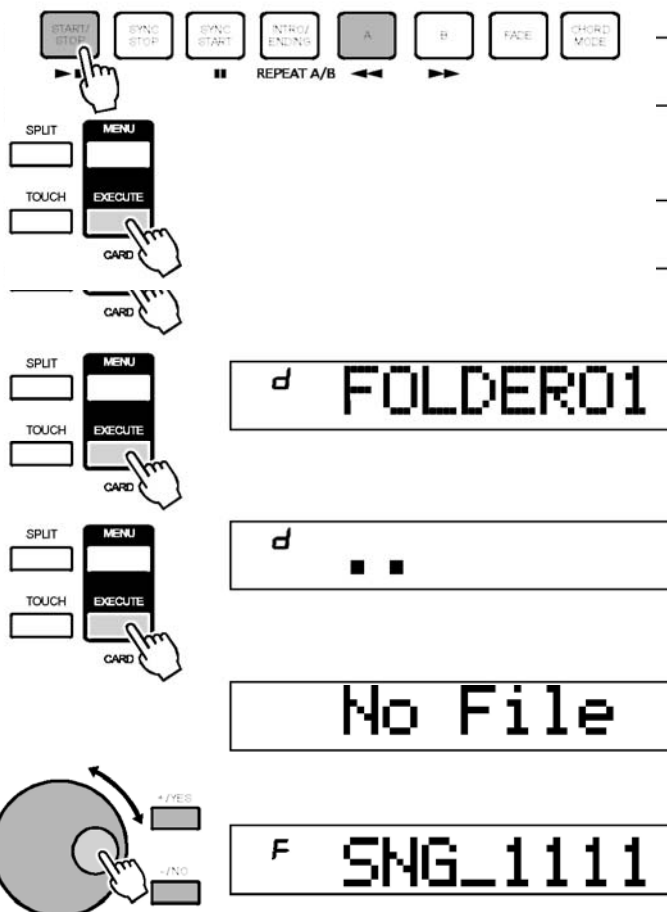 START/STOP SYNC STOP SYNC START INTRO/ENDING A B FADE CHORD MODE
REPEAT A/B
SPLIT MENU
TOUCH EXECUTE
CARD
CARD
SPLIT MENU
TOUCH EXECUTE
CARD
d FOLDER01
SPLIT MENU
TOUCH EXECUTE
CARD
d ..
No File
+/YES
-/NO
F SNG_1111